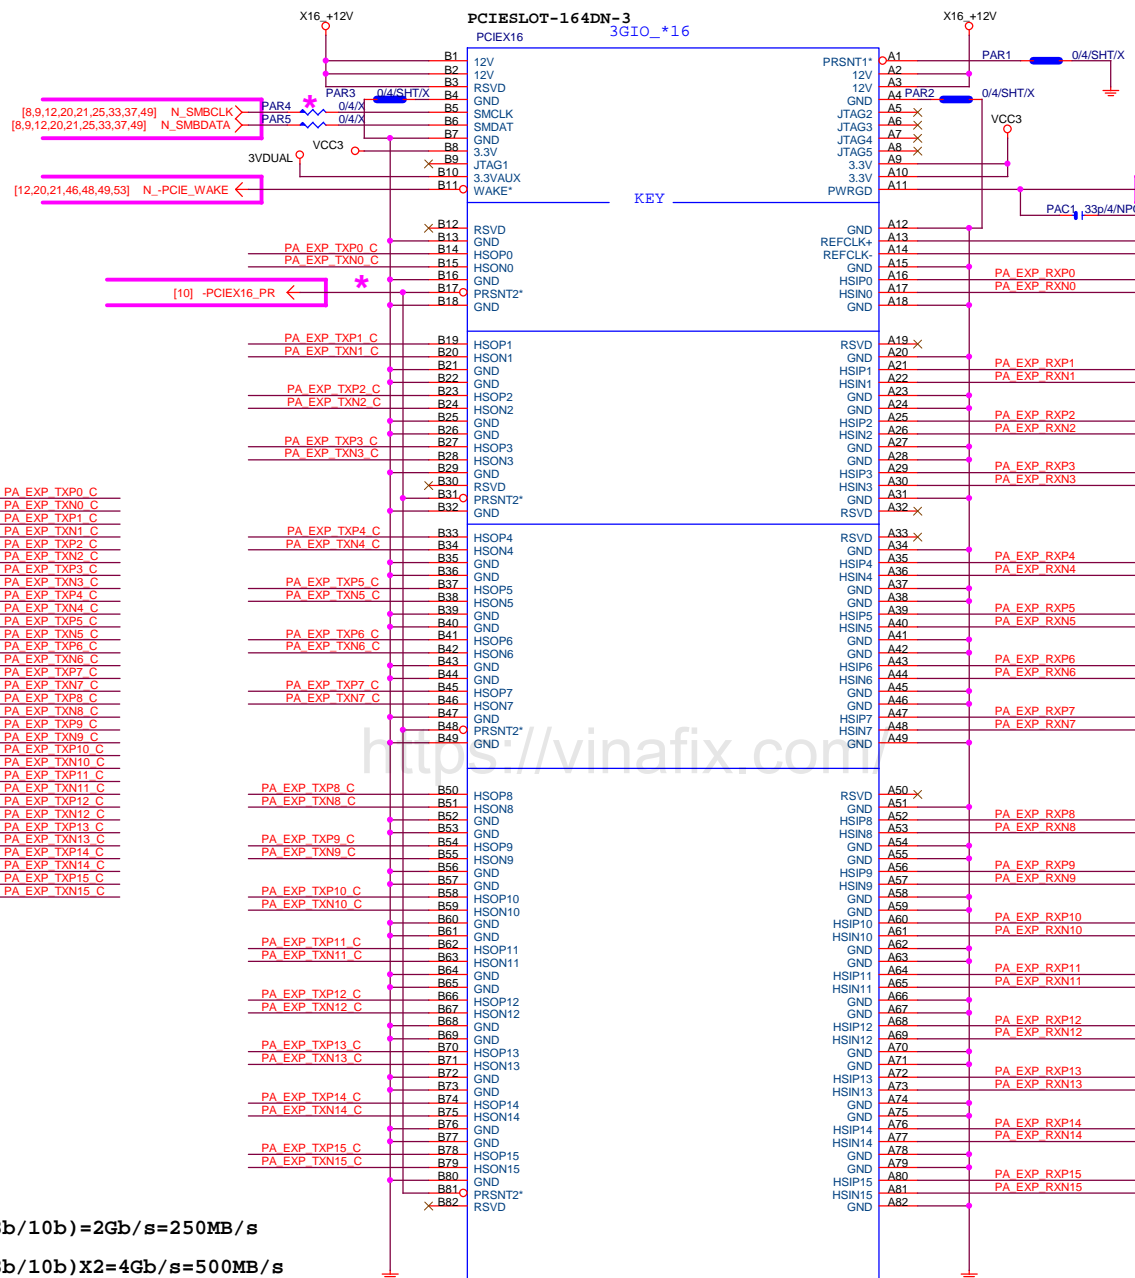 X16_+12V
PCIESLOT-164DN-3
X16_+12V
PCIEX16
3GIO_*16
B1 12V
B2 12V
B3 RSVD
B4 GND
B5 SMCLK
B6 SMDAT
B7 GND
B8 3.3V
B9 JTAG1
B10 3.3VAUX
B11 WAKE*
PRSNT1* A1
12V A2
12V A3
GND A4
JTAG2 A5
JTAG3 A6
JTAG4 A7
JTAG5 A8
3.3V A9
3.3V A10
PWRGD A11
PAR1 0/4/SHT/X
PAR2 0/4/SHT/X
PAR3 0/4/SHT/X
[8,9,12,20,21,25,33,37,49] N_SMBCLK PAR4 * 0/4/X
[8,9,12,20,21,25,33,37,49] N_SMBDATA PAR5 0/4/X
VCC3
VCC3
3VDUAL
[12,20,21,46,48,49,53] N_-PCIE_WAKE
PAC1 33p/4/NPO
KEY
B12 RSVD
B13 GND
PA_EXP_TXP0_C B14 HSOP0
PA_EXP_TXN0_C B15 HSON0
B16 GND
[10] -PCIEX16_PR * B17 PRSNT2*
B18 GND
GND A12
REFCLK+ A13
REFCLK- A14
GND A15
HSIP0 A16 PA_EXP_RXP0
HSIN0 A17 PA_EXP_RXN0
GND A18
PA_EXP_TXP1_C B19 HSOP1
PA_EXP_TXN1_C B20 HSON1
B21 GND
B22 GND
PA_EXP_TXP2_C B23 HSOP2
PA_EXP_TXN2_C B24 HSON2
B25 GND
B26 GND
PA_EXP_TXP3_C B27 HSOP3
PA_EXP_TXN3_C B28 HSON3
B29 GND
B30 RSVD
B31 PRSNT2*
B32 GND
RSVD A19
GND A20
HSIP1 A21 PA_EXP_RXP1
HSIN1 A22 PA_EXP_RXN1
GND A23
GND A24
HSIP2 A25 PA_EXP_RXP2
HSIN2 A26 PA_EXP_RXN2
GND A27
GND A28
HSIP3 A29 PA_EXP_RXP3
HSIN3 A30 PA_EXP_RXN3
GND A31
RSVD A32
PA_EXP_TXP4_C B33 HSOP4
PA_EXP_TXN4_C B34 HSON4
B35 GND
B36 GND
PA_EXP_TXP5_C B37 HSOP5
PA_EXP_TXN5_C B38 HSON5
B39 GND
B40 GND
PA_EXP_TXP6_C B41 HSOP6
PA_EXP_TXN6_C B42 HSON6
B43 GND
B44 GND
PA_EXP_TXP7_C B45 HSOP7
PA_EXP_TXN7_C B46 HSON7
B47 GND
B48 PRSNT2*
B49 GND
RSVD A33
GND A34
HSIP4 A35 PA_EXP_RXP4
HSIN4 A36 PA_EXP_RXN4
GND A37
GND A38
HSIP5 A39 PA_EXP_RXP5
HSIN5 A40 PA_EXP_RXN5
GND A41
GND A42
HSIP6 A43 PA_EXP_RXP6
HSIN6 A44 PA_EXP_RXN6
GND A45
GND A46
HSIP7 A47 PA_EXP_RXP7
HSIN7 A48 PA_EXP_RXN7
GND A49
https://vinafix.com/
PA_EXP_TXP8_C B50 HSOP8
PA_EXP_TXN8_C B51 HSON8
B52 GND
B53 GND
PA_EXP_TXP9_C B54 HSOP9
PA_EXP_TXN9_C B55 HSON9
B56 GND
B57 GND
PA_EXP_TXP10_C B58 HSOP10
PA_EXP_TXN10_C B59 HSON10
B60 GND
B61 GND
PA_EXP_TXP11_C B62 HSOP11
PA_EXP_TXN11_C B63 HSON11
B64 GND
B65 GND
PA_EXP_TXP12_C B66 HSOP12
PA_EXP_TXN12_C B67 HSON12
B68 GND
B69 GND
PA_EXP_TXP13_C B70 HSOP13
PA_EXP_TXN13_C B71 HSON13
B72 GND
B73 GND
PA_EXP_TXP14_C B74 HSOP14
PA_EXP_TXN14_C B75 HSON14
B76 GND
B77 GND
PA_EXP_TXP15_C B78 HSOP15
PA_EXP_TXN15_C B79 HSON15
B80 GND
B81 PRSNT2*
B82 RSVD
RSVD A50
GND A51
HSIP8 A52 PA_EXP_RXP8
HSIN8 A53 PA_EXP_RXN8
GND A54
GND A55
HSIP9 A56 PA_EXP_RXP9
HSIN9 A57 PA_EXP_RXN9
GND A58
GND A59
HSIP10 A60 PA_EXP_RXP10
HSIN10 A61 PA_EXP_RXN10
GND A62
GND A63
HSIP11 A64 PA_EXP_RXP11
HSIN11 A65 PA_EXP_RXN11
GND A66
GND A67
HSIP12 A68 PA_EXP_RXP12
HSIN12 A69 PA_EXP_RXN12
GND A70
GND A71
HSIP13 A72 PA_EXP_RXP13
HSIN13 A73 PA_EXP_RXN13
GND A74
GND A75
HSIP14 A76 PA_EXP_RXP14
HSIN14 A77 PA_EXP_RXN14
GND A78
GND A79
HSIP15 A80 PA_EXP_RXP15
HSIN15 A81 PA_EXP_RXN15
GND A82
PA_EXP_TXP0_C
PA_EXP_TXN0_C
PA_EXP_TXP1_C
PA_EXP_TXN1_C
PA_EXP_TXP2_C
PA_EXP_TXN2_C
PA_EXP_TXP3_C
PA_EXP_TXN3_C
PA_EXP_TXP4_C
PA_EXP_TXN4_C
PA_EXP_TXP5_C
PA_EXP_TXN5_C
PA_EXP_TXP6_C
PA_EXP_TXN6_C
PA_EXP_TXP7_C
PA_EXP_TXN7_C
PA_EXP_TXP8_C
PA_EXP_TXN8_C
PA_EXP_TXP9_C
PA_EXP_TXN9_C
PA_EXP_TXP10_C
PA_EXP_TXN10_C
PA_EXP_TXP11_C
PA_EXP_TXN11_C
PA_EXP_TXP12_C
PA_EXP_TXN12_C
PA_EXP_TXP13_C
PA_EXP_TXN13_C
PA_EXP_TXP14_C
PA_EXP_TXN14_C
PA_EXP_TXP15_C
PA_EXP_TXN15_C
b/10b)=2Gb/s=250MB/s
b/10b)X2=4Gb/s=500MB/s